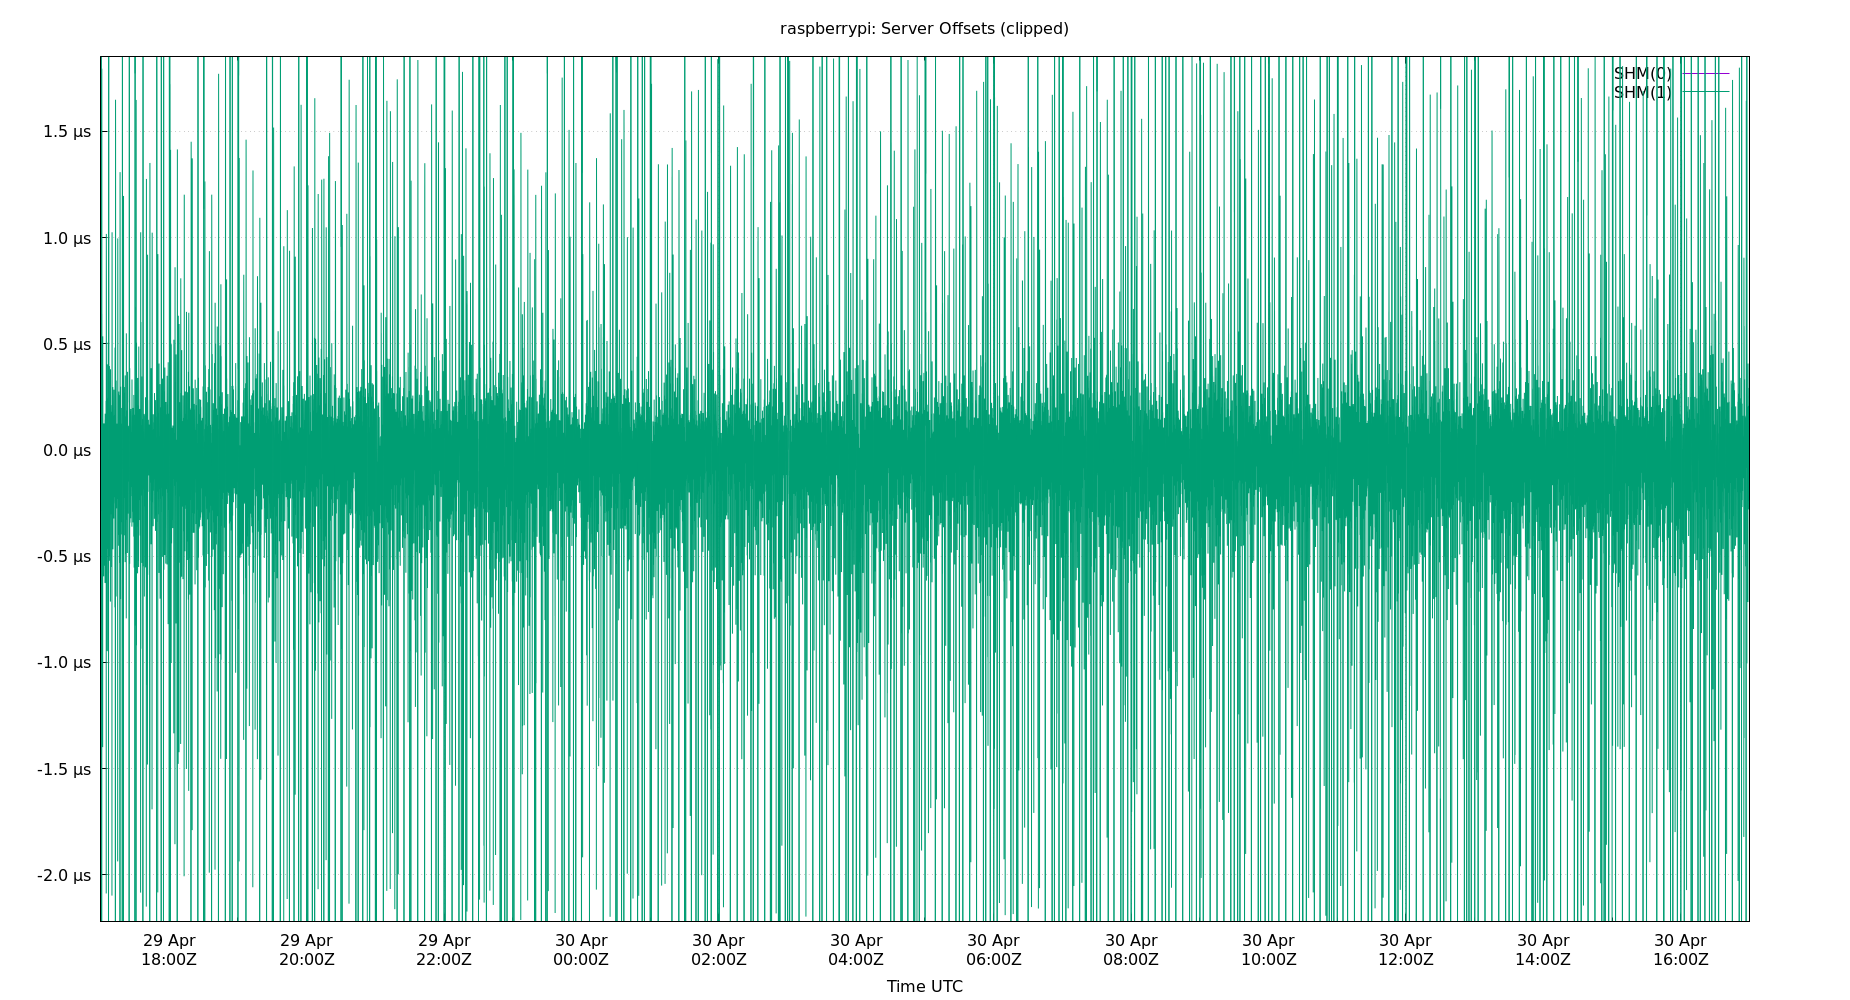 raspberrypi: Server Offsets (clipped)
SHM(0)
SHM(1)
1.5 µs
1.0 µs
0.5 µs
0.0 µs
-0.5 µs
-1.0 µs
-1.5 µs
-2.0 µs
29 Apr 29 Apr 29 Apr 30 Apr 30 Apr 30 Apr 30 Apr 30 Apr 30 Apr 30 Apr 30 Apr 30 Apr
18:00Z 20:00Z 22:00Z 00:00Z 02:00Z 04:00Z 06:00Z 08:00Z 10:00Z 12:00Z 14:00Z 16:00Z
Time UTC